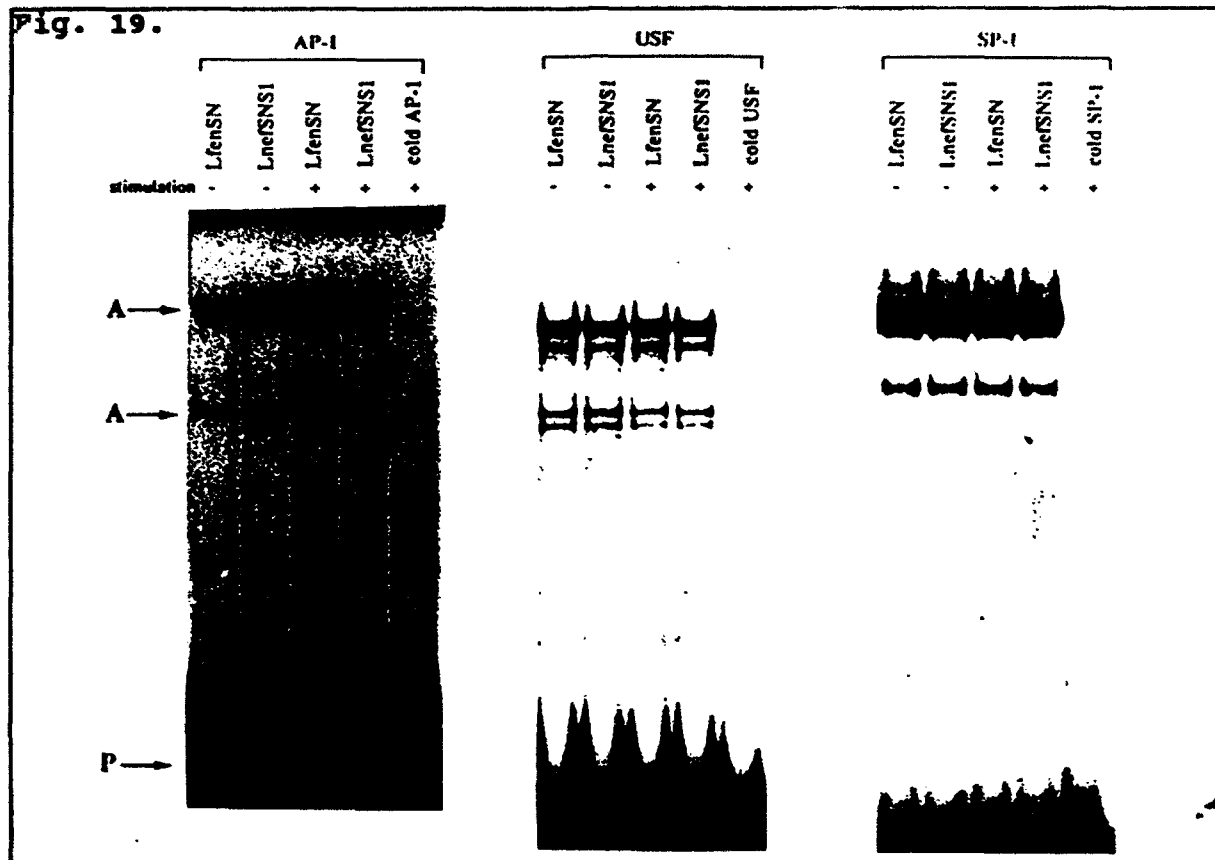 Fig. 19.
AP-1
USF
SP-1
LfenSN
LnefSNS1
LfenSN
LnefSNS1
cold AP-1
LfenSN
LnefSNS1
LfenSN
LnefSNS1
cold USF
LfenSN
LnefSNS1
LfenSN
LnefSNS1
cold SP-1
stimulation - - + + + - - + + + - - + + +
A
A
P